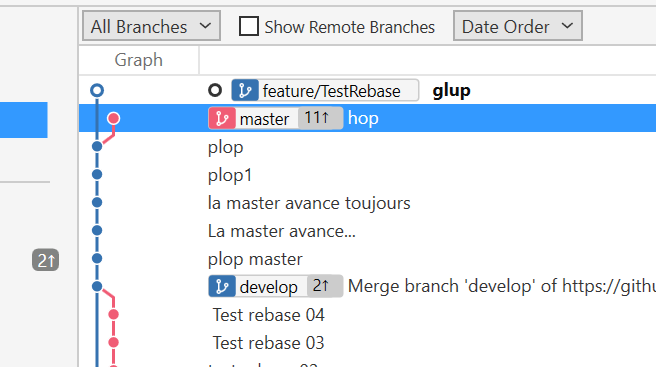 All Branches Show Remote Branches Date Order
Graph
feature/TestRebase glup
master 11↑ hop
plop
plop1
la master avance toujours
La master avance...
plop master
2↑
develop 2↑ Merge branch 'develop' of https://gith
Test rebase 04
Test rebase 03